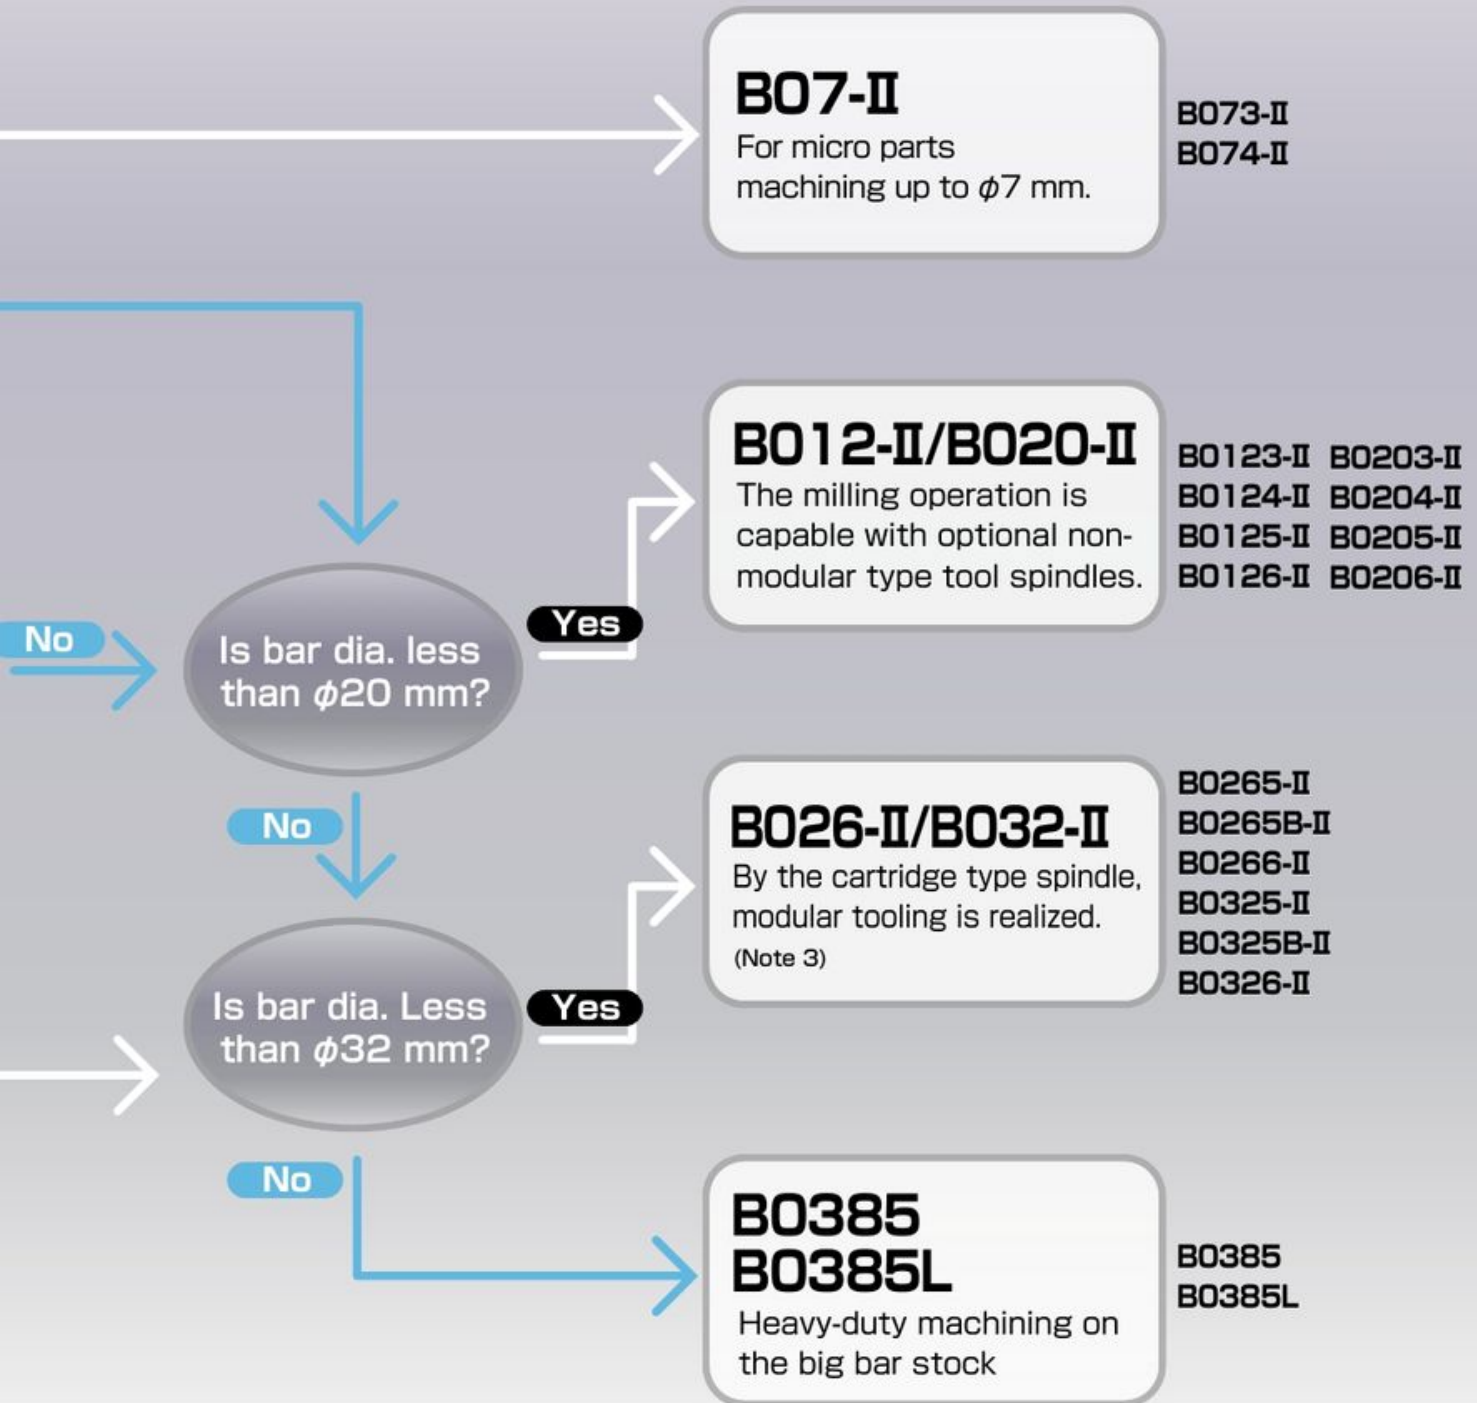 B07-Ⅱ
For micro parts
machining up to φ7 mm.
B073-Ⅱ
B074-Ⅱ
B012-Ⅱ/B020-Ⅱ
The milling operation is
capable with optional non-
modular type tool spindles.
B0123-Ⅱ B0203-Ⅱ
B0124-Ⅱ B0204-Ⅱ
B0125-Ⅱ B0205-Ⅱ
B0126-Ⅱ B0206-Ⅱ
Yes
No
Is bar dia. less
than φ20 mm?
No
B026-Ⅱ/B032-Ⅱ
By the cartridge type spindle,
modular tooling is realized.
(Note 3)
B0265-Ⅱ
B0265B-Ⅱ
B0266-Ⅱ
B0325-Ⅱ
B0325B-Ⅱ
B0326-Ⅱ
Is bar dia. Less
than φ32 mm?
Yes
No
B0385
B0385L
Heavy-duty machining on
the big bar stock
B0385
B0385L